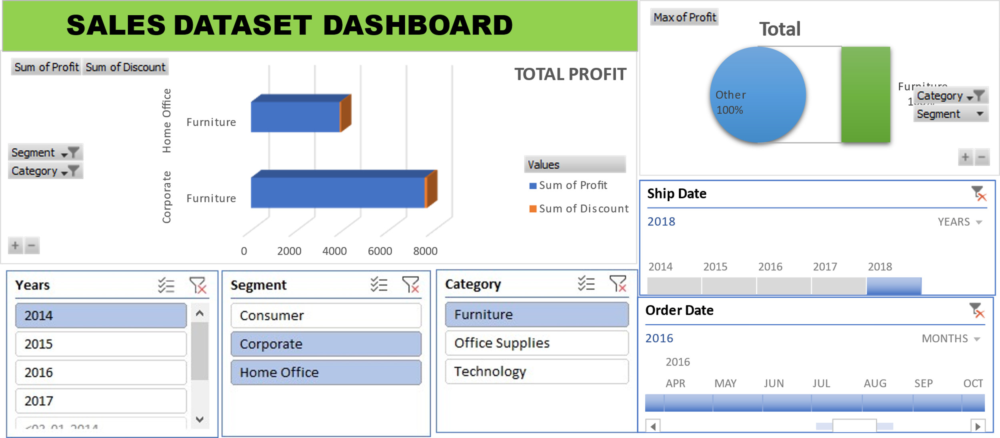 SALES DATASET DASHBOARD
Sum of Profit Sum of Discount
TOTAL PROFIT
Home Office
Furniture
Corporate
Furniture
Segment
Category
Values
Sum of Profit
Sum of Discount
+ −
0 2000 4000 6000 8000
Max of Profit
Total
Other
100%
Furniture
Category
Segment
+ −
Ship Date
2018 YEARS
2014 2015 2016 2017 2018
Order Date
2016 MONTHS
2016
APR MAY JUN JUL AUG SEP OCT
Years
2014
2015
2016
2017
Segment
Consumer
Corporate
Home Office
Category
Furniture
Office Supplies
Technology